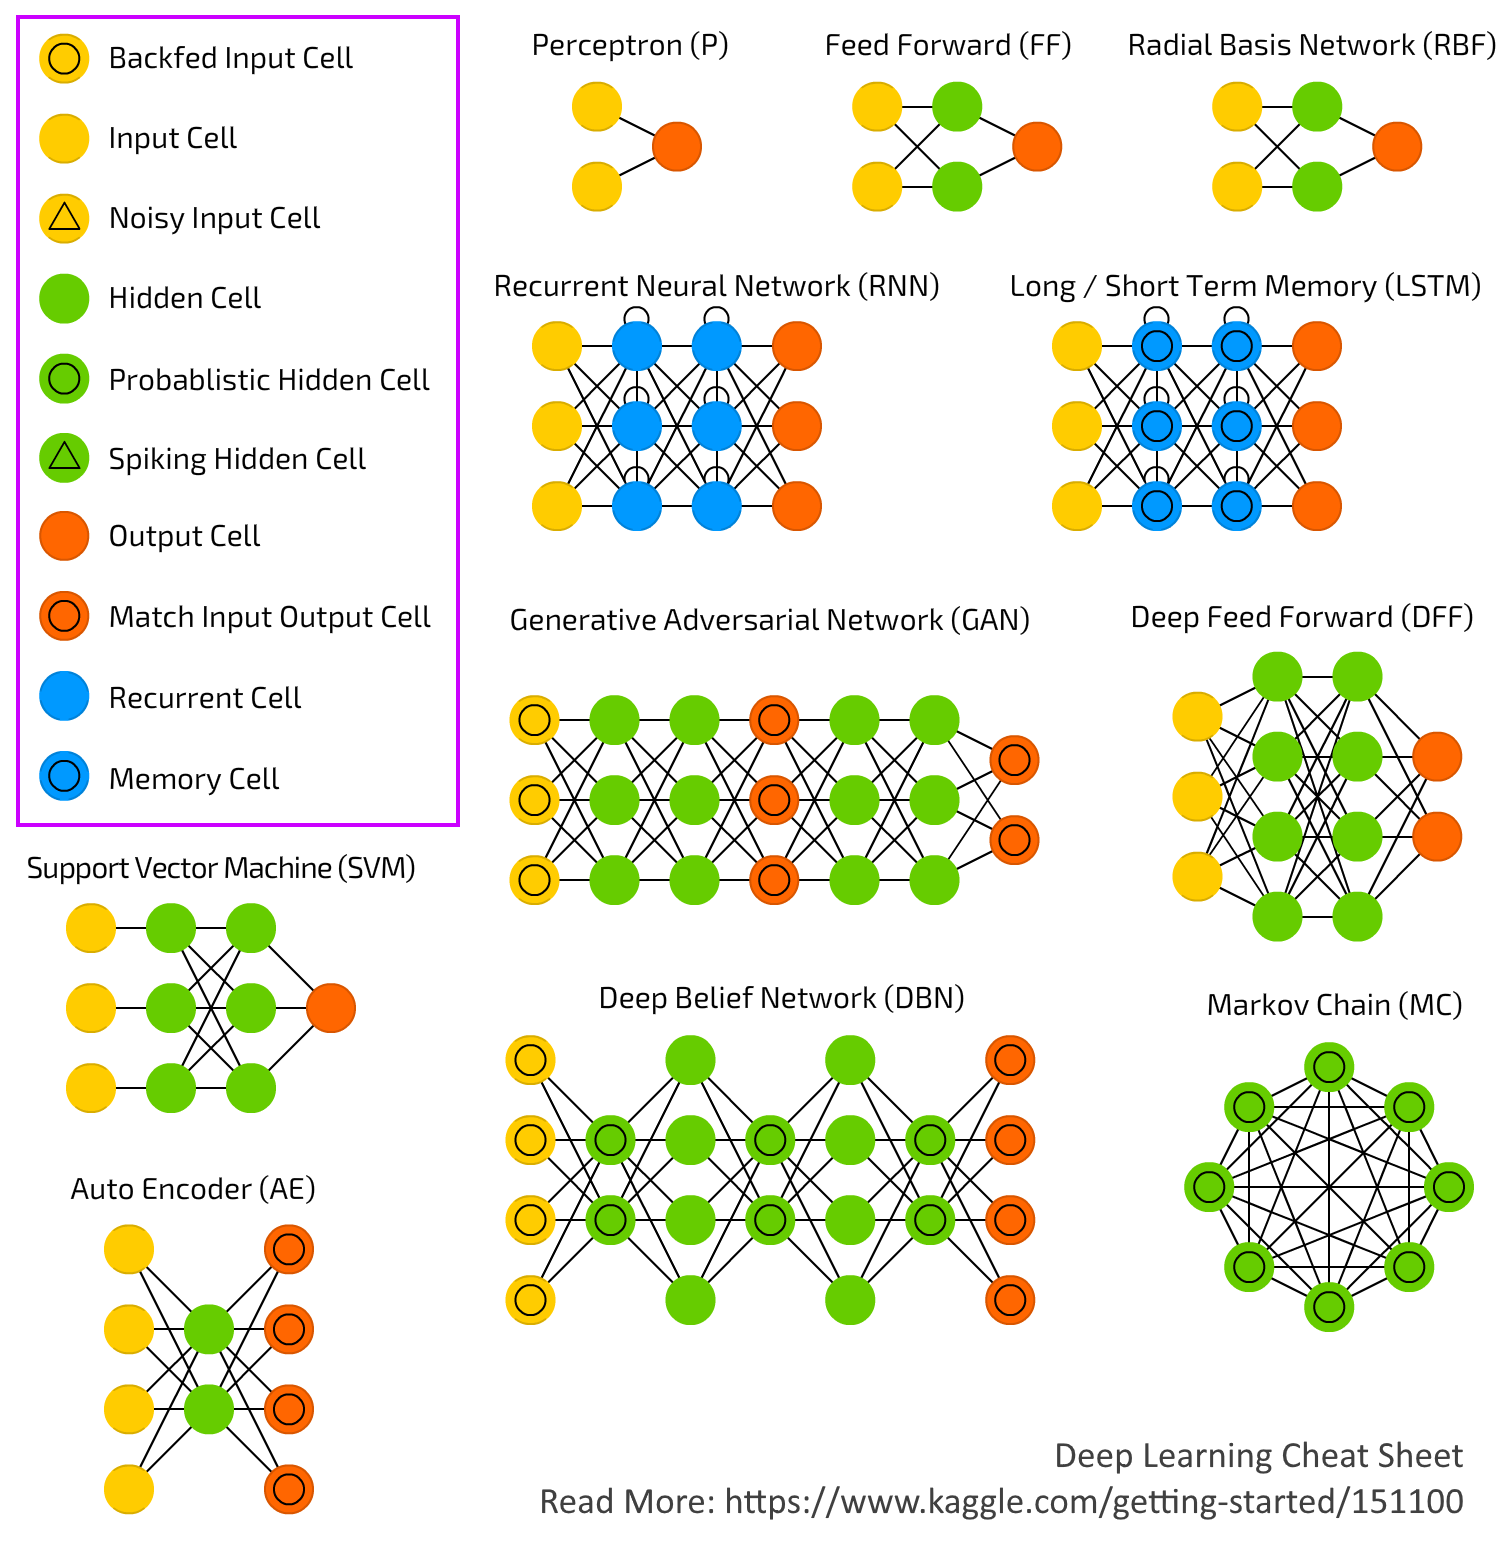 Backfed Input Cell
Input Cell
Noisy Input Cell
Hidden Cell
Probablistic Hidden Cell
Spiking Hidden Cell
Output Cell
Match Input Output Cell
Recurrent Cell
Memory Cell
Perceptron (P)
Feed Forward (FF)
Radial Basis Network (RBF)
Recurrent Neural Network (RNN)
Long / Short Term Memory (LSTM)
Generative Adversarial Network (GAN)
Deep Feed Forward (DFF)
Support Vector Machine (SVM)
Deep Belief Network (DBN)
Markov Chain (MC)
Auto Encoder (AE)
Deep Learning Cheat Sheet
Read More: https://www.kaggle.com/getting-started/151100